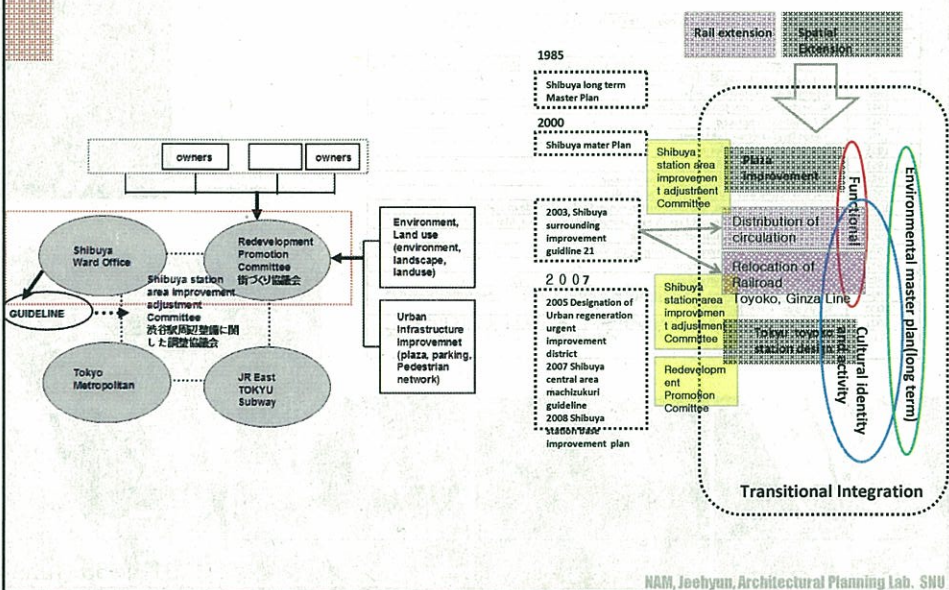 owners
owners
Shibuya
Ward Office
Redevelopment
Promotion
Committee
街づくり協議会
Shibuya station
area improvement
adjustment
Committee
渋谷駅周辺整備に関
した調整協議会
GUIDELINE
Tokyo
Metropolitan
JR East
TOKYU
Subway
Environment,
Land use
(environment,
landscape,
landuse)
Urban
Infrastructure
Improvemnet
(plaza, parking,
Pedestrian
network)
1985
Shibuya long term
Master Plan
2000
Shibuya mater Plan
2003, Shibuya
surrounding
improvement
guidline 21
2007
2005 Designation of
Urban regeneration
urgent
improvement
district
2007 Shibuya
central area
machizukuri
guideline
2008 Shibuya
station base
improvement plan
Rail extension
Spatial
Extension
Shibuya
station area
improvemen
t adjustment
Committee
Plaza
Improvement
Distribution of
circulation
Relocation of
Railroad
Toyoko, Ginza Line
Shibuya
station area
improvemen
t adjustment
Committee
Redevelopm
ent
Promotion
Comittee
station design
Functional
Cultural identity
and activity
Environmental master plan(long term)
Transitional Integration
NAM, Jeehyun, Architectural Planning Lab. SNU